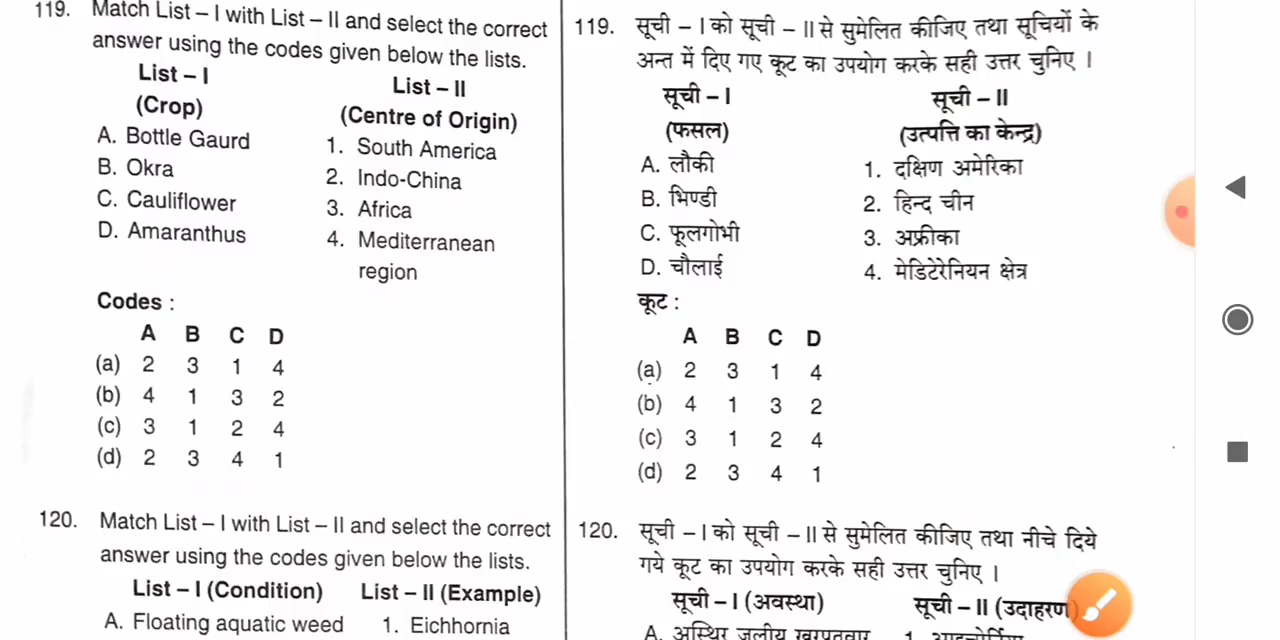 119. Match List – I with List – II and select the correct
answer using the codes given below the lists.
List – I List – II
(Crop) (Centre of Origin)
A. Bottle Gaurd 1. South America
B. Okra 2. Indo-China
C. Cauliflower 3. Africa
D. Amaranthus 4. Mediterranean
region
Codes :
A B C D
(a) 2 3 1 4
(b) 4 1 3 2
(c) 3 1 2 4
(d) 2 3 4 1
120. Match List – I with List – II and select the correct
answer using the codes given below the lists.
List – I (Condition) List – II (Example)
A. Floating aquatic weed 1. Eichhornia
119. सूची – I को सूची – II से सुमेलित कीजिए तथा सूचियों के
अन्त में दिए गए कूट का उपयोग करके सही उत्तर चुनिए ।
सूची – I सूची – II
(फसल) (उत्पत्ति का केन्द्र)
A. लौकी 1. दक्षिण अमेरिका
B. भिण्डी 2. हिन्द चीन
C. फूलगोभी 3. अफ्रीका
D. चौलाई 4. मेडिटेरेनियन क्षेत्र
कूट :
A B C D
(a) 2 3 1 4
(b) 4 1 3 2
(c) 3 1 2 4
(d) 2 3 4 1
120. सूची – I को सूची – II से सुमेलित कीजिए तथा नीचे दिये
गये कूट का उपयोग करके सही उत्तर चुनिए ।
सूची – I (अवस्था) सूची – II (उदाहरण)
A. अस्थिर जलीय खरपतवार 1. आइकोर्निया